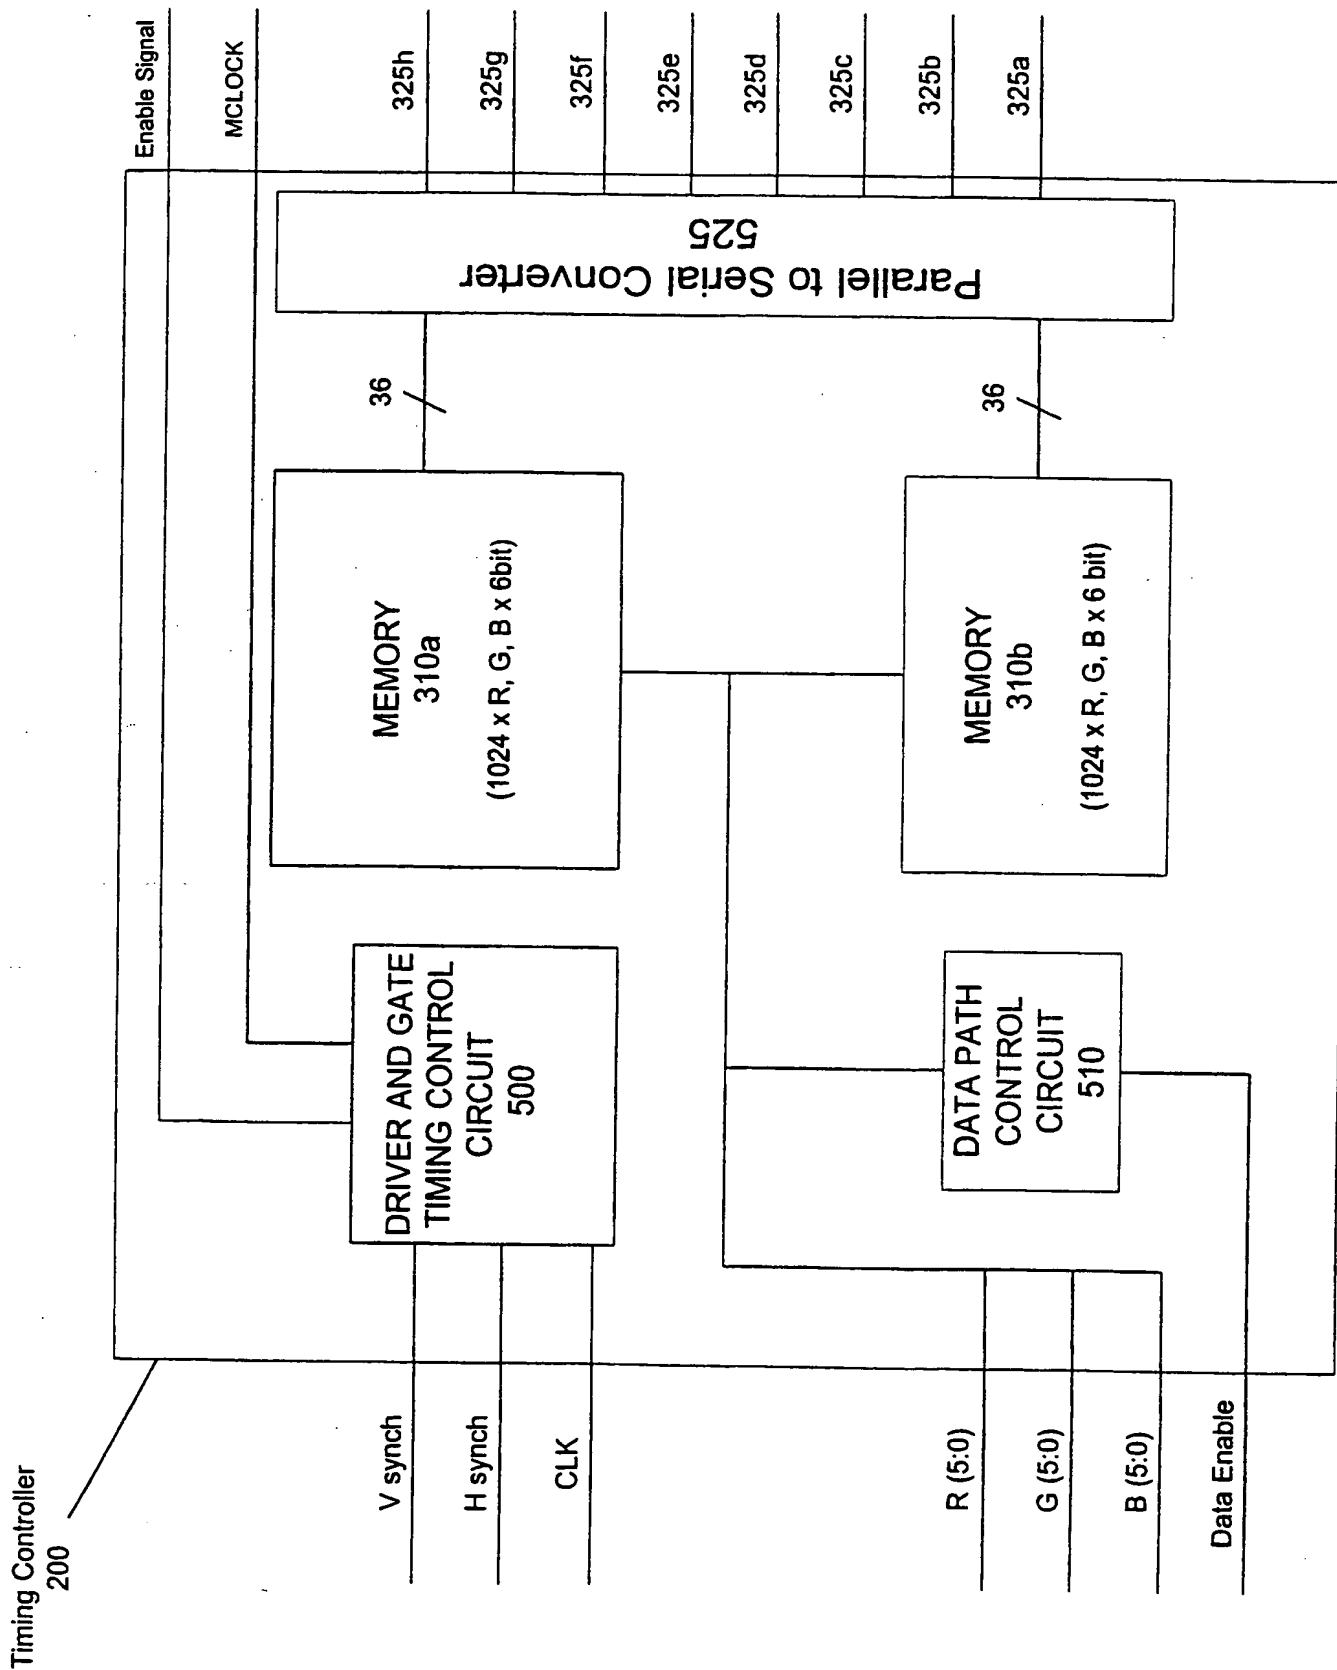 Timing Controller
200
Enable Signal
MCLOCK
325h
325g
325f
325e
325d
325c
325b
325a
Parallel to Serial Converter
525
36
36
MEMORY
310a
(1024 x R, G, B x 6bit)
MEMORY
310b
(1024 x R, G, B x 6 bit)
DRIVER AND GATE
TIMING CONTROL
CIRCUIT
500
DATA PATH
CONTROL
CIRCUIT
510
V synch
H synch
CLK
R (5:0)
G (5:0)
B (5:0)
Data Enable